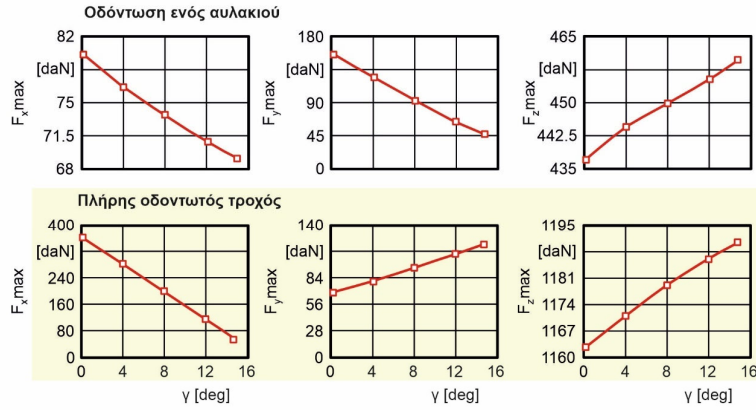 Οδόντωση ενός αυλακιού
82
[daN]
75
71.5
68
Fxmax
180
[daN]
90
45
0
Fymax
465
[daN]
450
442.5
435
Fzmax
Πλήρης οδοντωτός τροχός
400
[daN]
240
160
80
0
Fxmax
140
[daN]
84
56
28
0
Fymax
1195
[daN]
1181
1174
1167
1160
Fzmax
0 4 8 12 16
0 4 8 12 16
0 4 8 12 16
γ [deg]
γ [deg]
γ [deg]